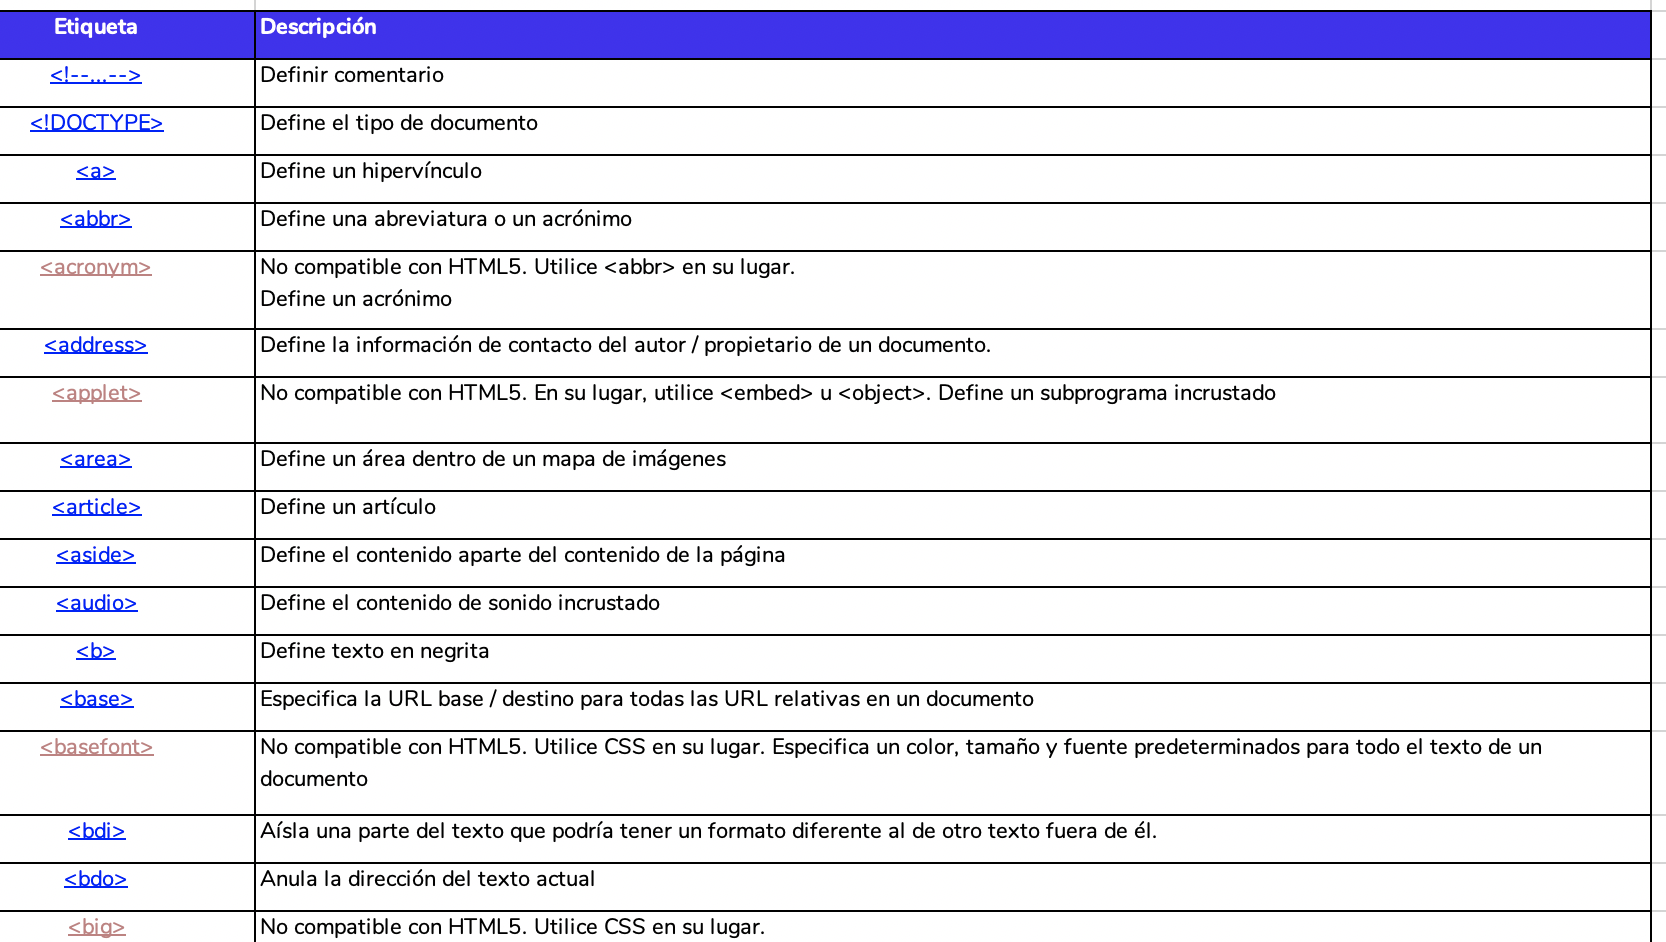 Etiqueta Descripción
<!--...--> Definir comentario
<!DOCTYPE> Define el tipo de documento
<a> Define un hipervínculo
<abbr> Define una abreviatura o un acrónimo
<acronym> No compatible con HTML5. Utilice <abbr> en su lugar.
Define un acrónimo
<address> Define la información de contacto del autor / propietario de un documento.
<applet> No compatible con HTML5. En su lugar, utilice <embed> u <object>. Define un subprograma incrustado
<area> Define un área dentro de un mapa de imágenes
<article> Define un artículo
<aside> Define el contenido aparte del contenido de la página
<audio> Define el contenido de sonido incrustado
<b> Define texto en negrita
<base> Especifica la URL base / destino para todas las URL relativas en un documento
<basefont> No compatible con HTML5. Utilice CSS en su lugar. Especifica un color, tamaño y fuente predeterminados para todo el texto de un
documento
<bdi> Aísla una parte del texto que podría tener un formato diferente al de otro texto fuera de él.
<bdo> Anula la dirección del texto actual
<big> No compatible con HTML5. Utilice CSS en su lugar.